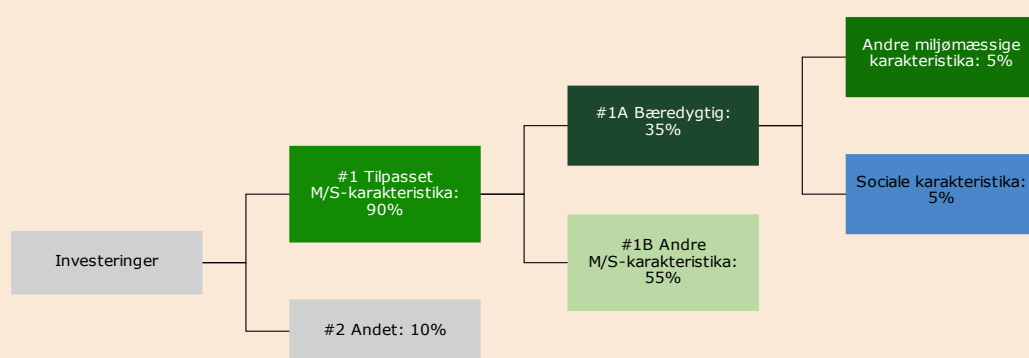 Investeringer
#1 Tilpasset
M/S-karakteristika:
90%
#2 Andet: 10%
#1A Bæredygtig:
35%
#1B Andre
M/S-karakteristika:
55%
Andre miljømæssige
karakteristika: 5%
Sociale karakteristika:
5%